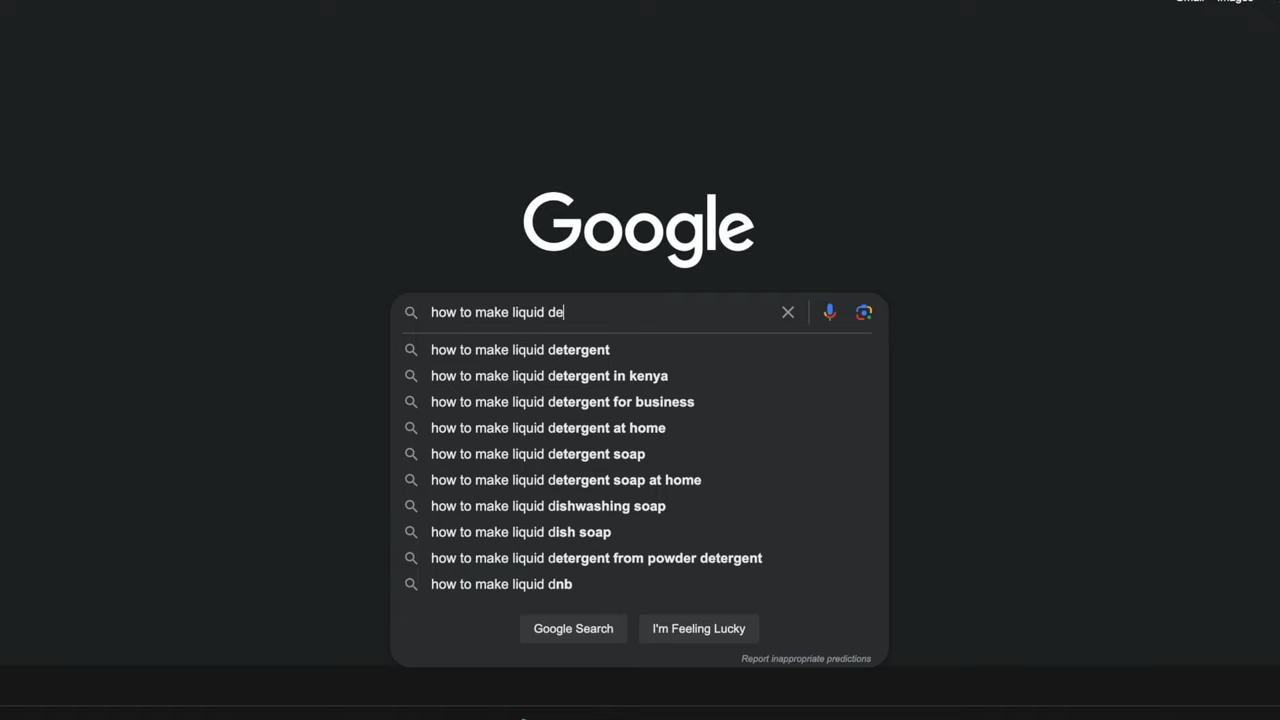 Gmail Images
Google
how to make liquid de
how to make liquid detergent
how to make liquid detergent in kenya
how to make liquid detergent for business
how to make liquid detergent at home
how to make liquid detergent soap
how to make liquid detergent soap at home
how to make liquid dishwashing soap
how to make liquid dish soap
how to make liquid detergent from powder detergent
how to make liquid dnb
Google Search
I'm Feeling Lucky
Report inappropriate predictions